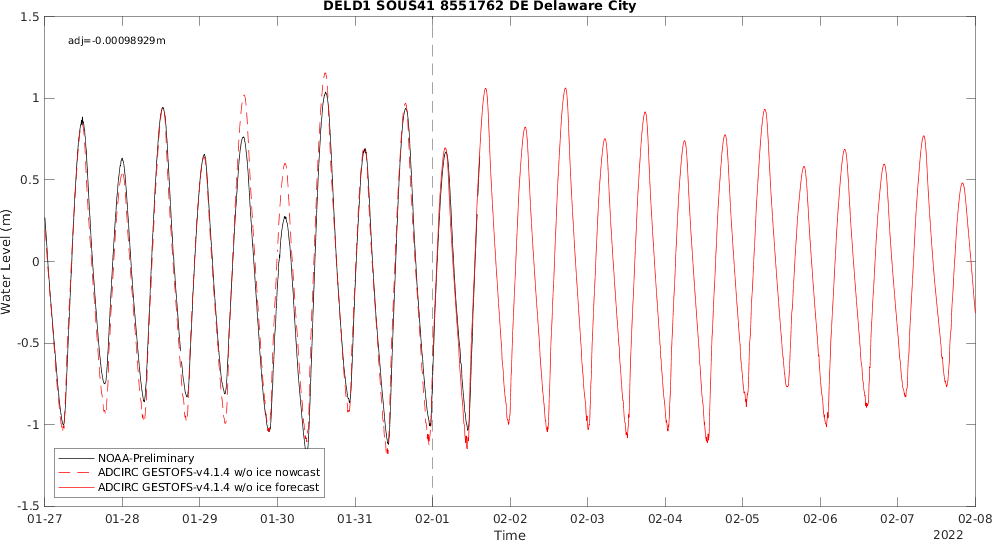 DELD1 SOUS41 8551762 DE Delaware City
adj=-0.00098929m
1.5
1
0.5
0
-0.5
-1
-1.5
Water Level (m)
NOAA-Preliminary
ADCIRC GESTOFS-v4.1.4 w/o ice nowcast
ADCIRC GESTOFS-v4.1.4 w/o ice forecast
01-27 01-28 01-29 01-30 01-31 02-01 02-02 02-03 02-04 02-05 02-06 02-07 02-08
Time
2022